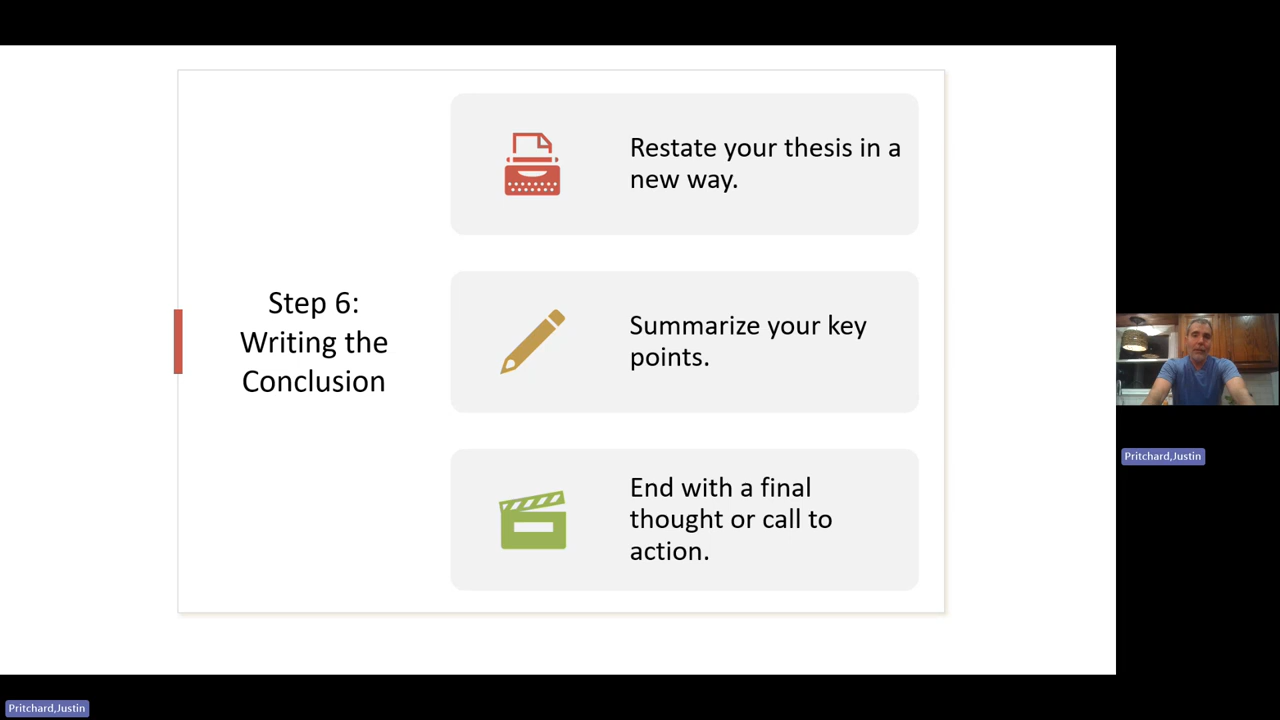 Step 6:
Writing the
Conclusion
Restate your thesis in a
new way.
Summarize your key
points.
End with a final
thought or call to
action.
Pritchard,Justin
Pritchard,Justin